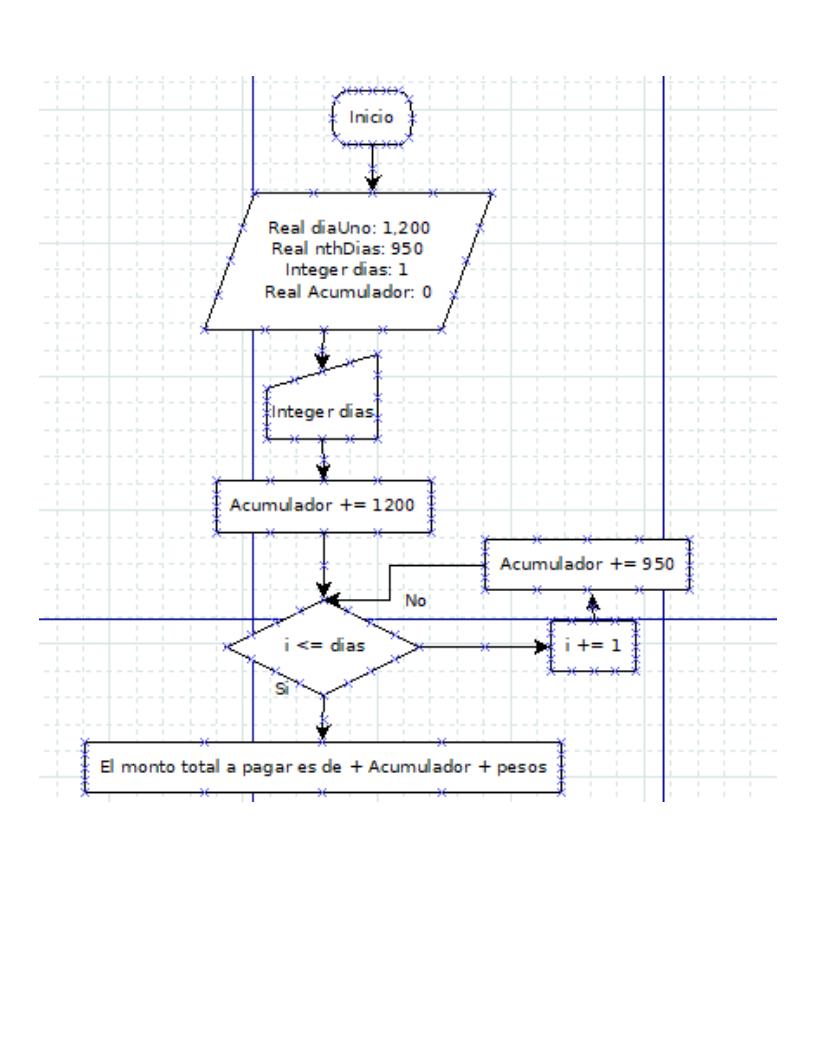 Inicio
Real diaUno: 1,200
Real nthDias: 950
Integer dias: 1
Real Acumulador: 0
Integer dias
Acumulador += 1200
Acumulador += 950
No
i <= dias
i += 1
Si
El monto total a pagar es de + Acumulador + pesos